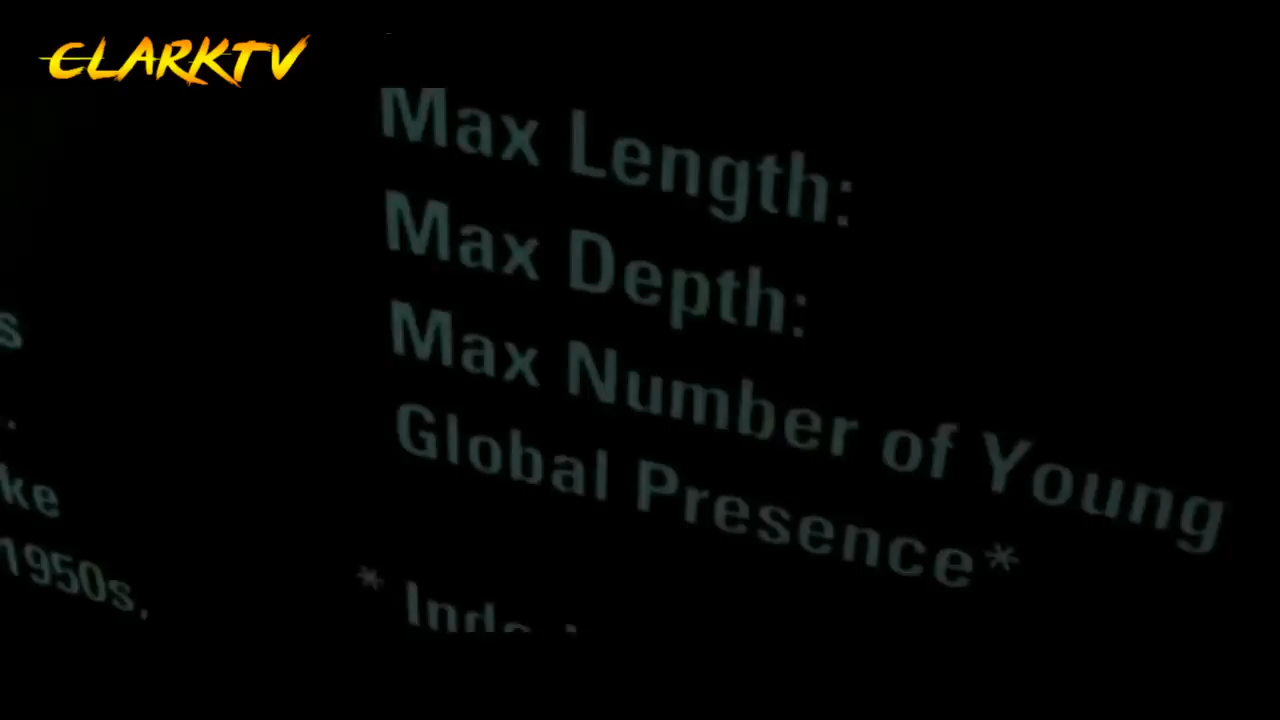 CLARKTV
Max Length:
Max Depth:
Max Number of Young
Global Presence*
s
.
ke
1950s,
*